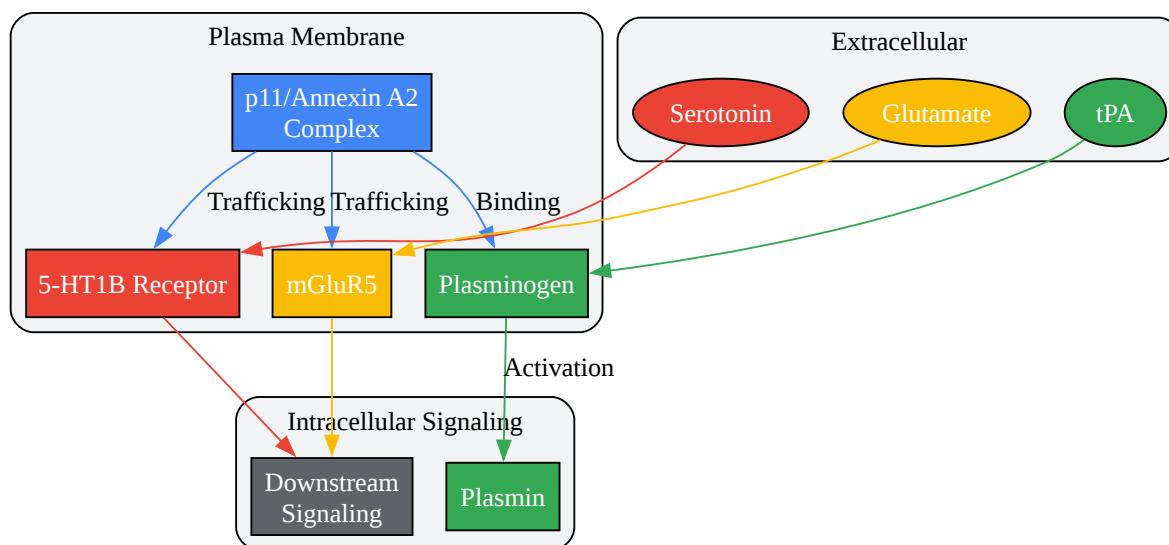 Plasma Membrane
Extracellular
p11/Annexin A2
Complex
Serotonin
Glutamate
tPA
Trafficking
Trafficking
Binding
5-HT1B Receptor
mGluR5
Plasminogen
Activation
Intracellular Signaling
Downstream
Signaling
Plasmin